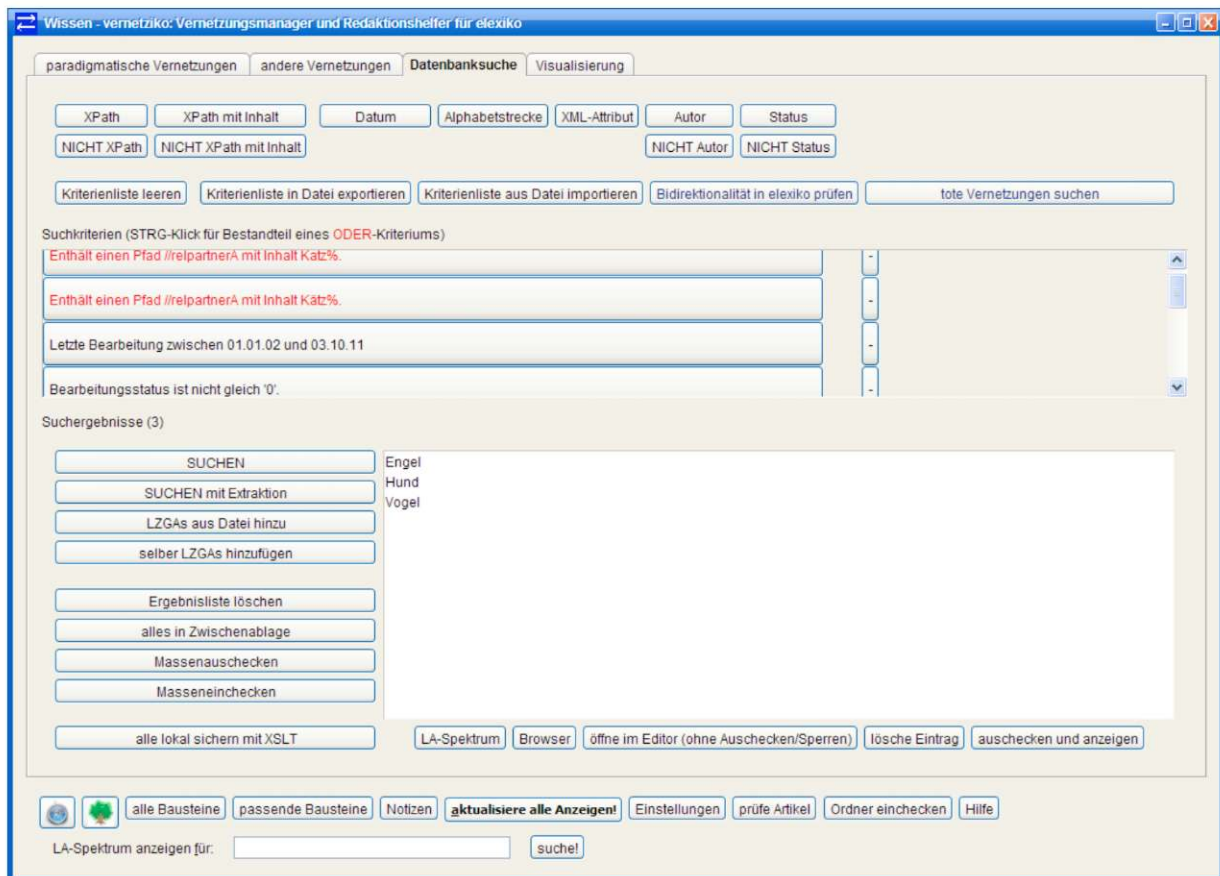 Wissen - vernetziko: Vernetzungsmanager und Redaktionshelfer für elexiko
paradigmatische Vernetzungen andere Vernetzungen Datenbanksuche Visualisierung
XPath XPath mit Inhalt Datum Alphabetstrecke XML-Attribut Autor Status
NICHT XPath NICHT XPath mit Inhalt NICHT Autor NICHT Status
Kriterienliste leeren Kriterienliste in Datei exportieren Kriterienliste aus Datei importieren Bidirektionalität in elexiko prüfen tote Vernetzungen suchen
Suchkriterien (STRG-Klick für Bestandteil eines ODER-Kriteriums)
Enthält einen Pfad //relpartnerA mit Inhalt Katz%. -
Enthält einen Pfad //relpartnerA mit Inhalt Kätz%. -
Letzte Bearbeitung zwischen 01.01.02 und 03.10.11 -
Bearbeitungsstatus ist nicht gleich '0'. -
Suchergebnisse (3)
SUCHEN
SUCHEN mit Extraktion
LZGAs aus Datei hinzu
selber LZGAs hinzufügen
Ergebnisliste löschen
alles in Zwischenablage
Massenauschecken
Masseneinchecken
alle lokal sichern mit XSLT
Engel
Hund
Vogel
LA-Spektrum Browser öffne im Editor (ohne Auschecken/Sperren) lösche Eintrag auschecken und anzeigen
alle Bausteine passende Bausteine Notizen aktualisiere alle Anzeigen! Einstellungen prüfe Artikel Ordner einchecken Hilfe
LA-Spektrum anzeigen für: suche!